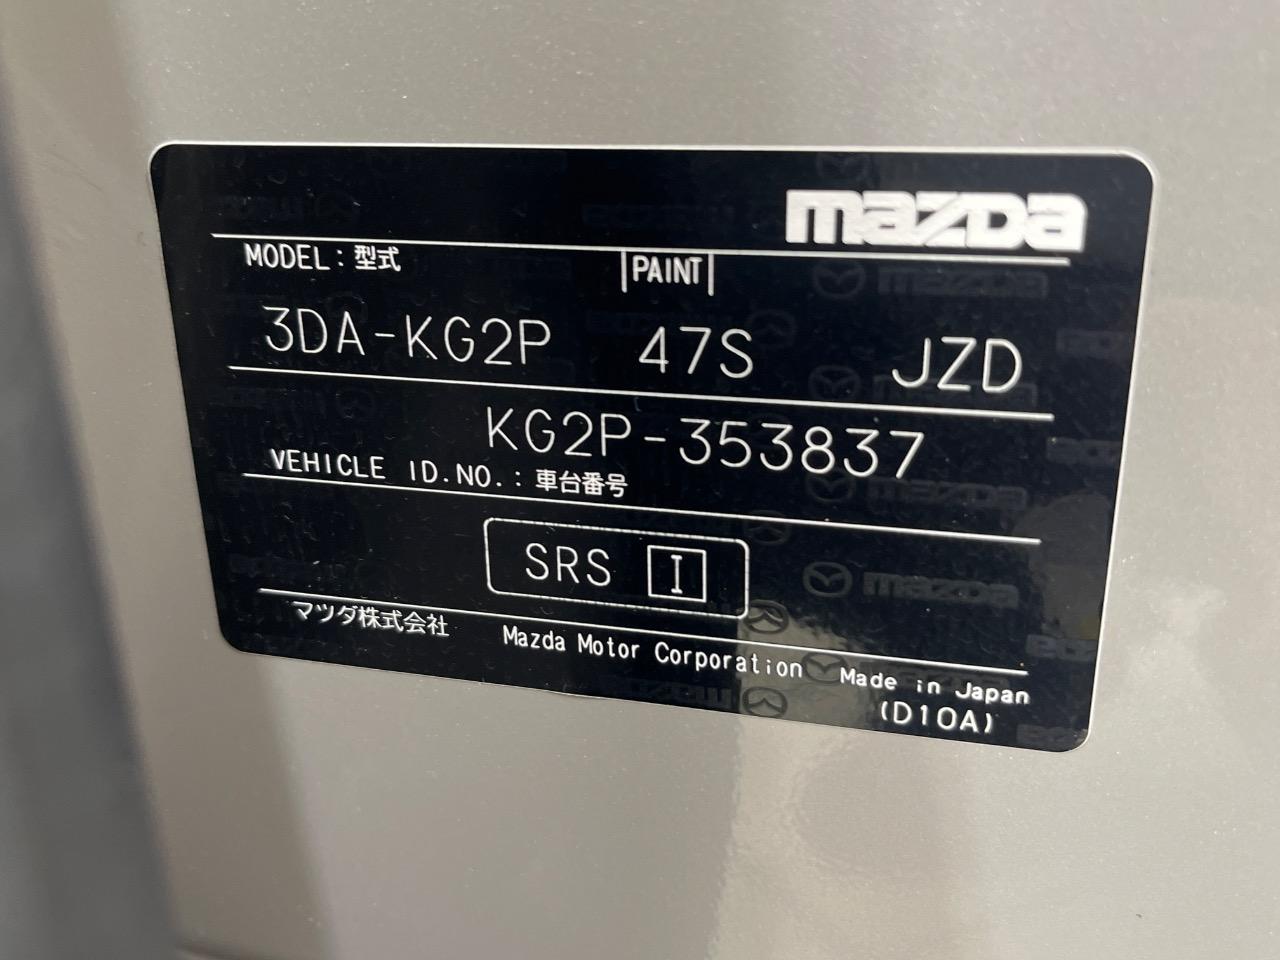 mazda
MODEL：型式 PAINT
3DA-KG2P 47S JZD
KG2P-353837
VEHICLE ID.NO.：車台番号
SRS I
マツダ株式会社 Mazda Motor Corporation Made in Japan
(D10A)